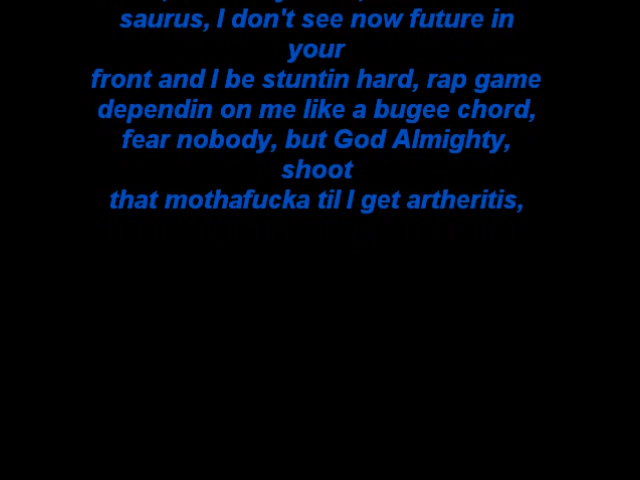 saurus, I don't see now future in
your
front and I be stuntin hard, rap game
dependin on me like a bugee chord,
fear nobody, but God Almighty,
shoot
that mothafucka til I get artheritis,